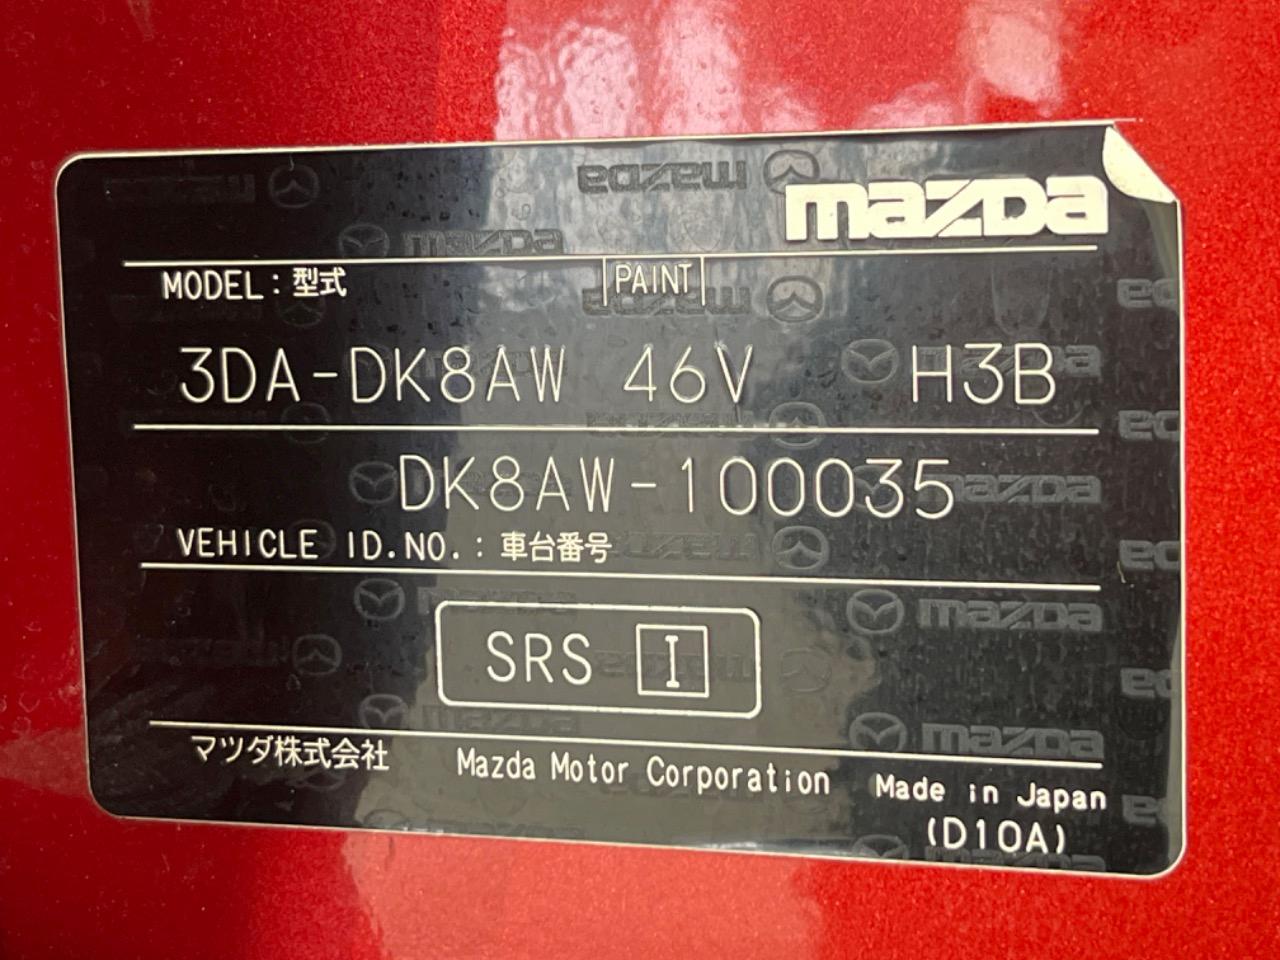 mazda
MODEL：型式 PAINT
3DA-DK8AW 46V H3B
DK8AW-100035
VEHICLE ID.NO.：車台番号
SRS I
マツダ株式会社 Mazda Motor Corporation Made in Japan
(D10A)